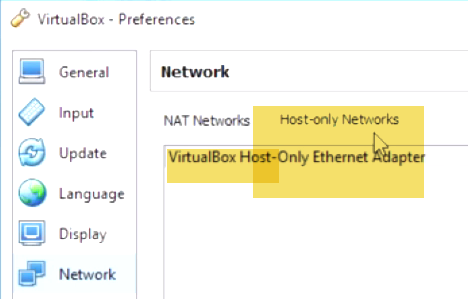 VirtualBox - Preferences
General
Input
Update
Language
Display
Network
Network
NAT Networks
Host-only Networks
VirtualBox Host-Only Ethernet Adapter